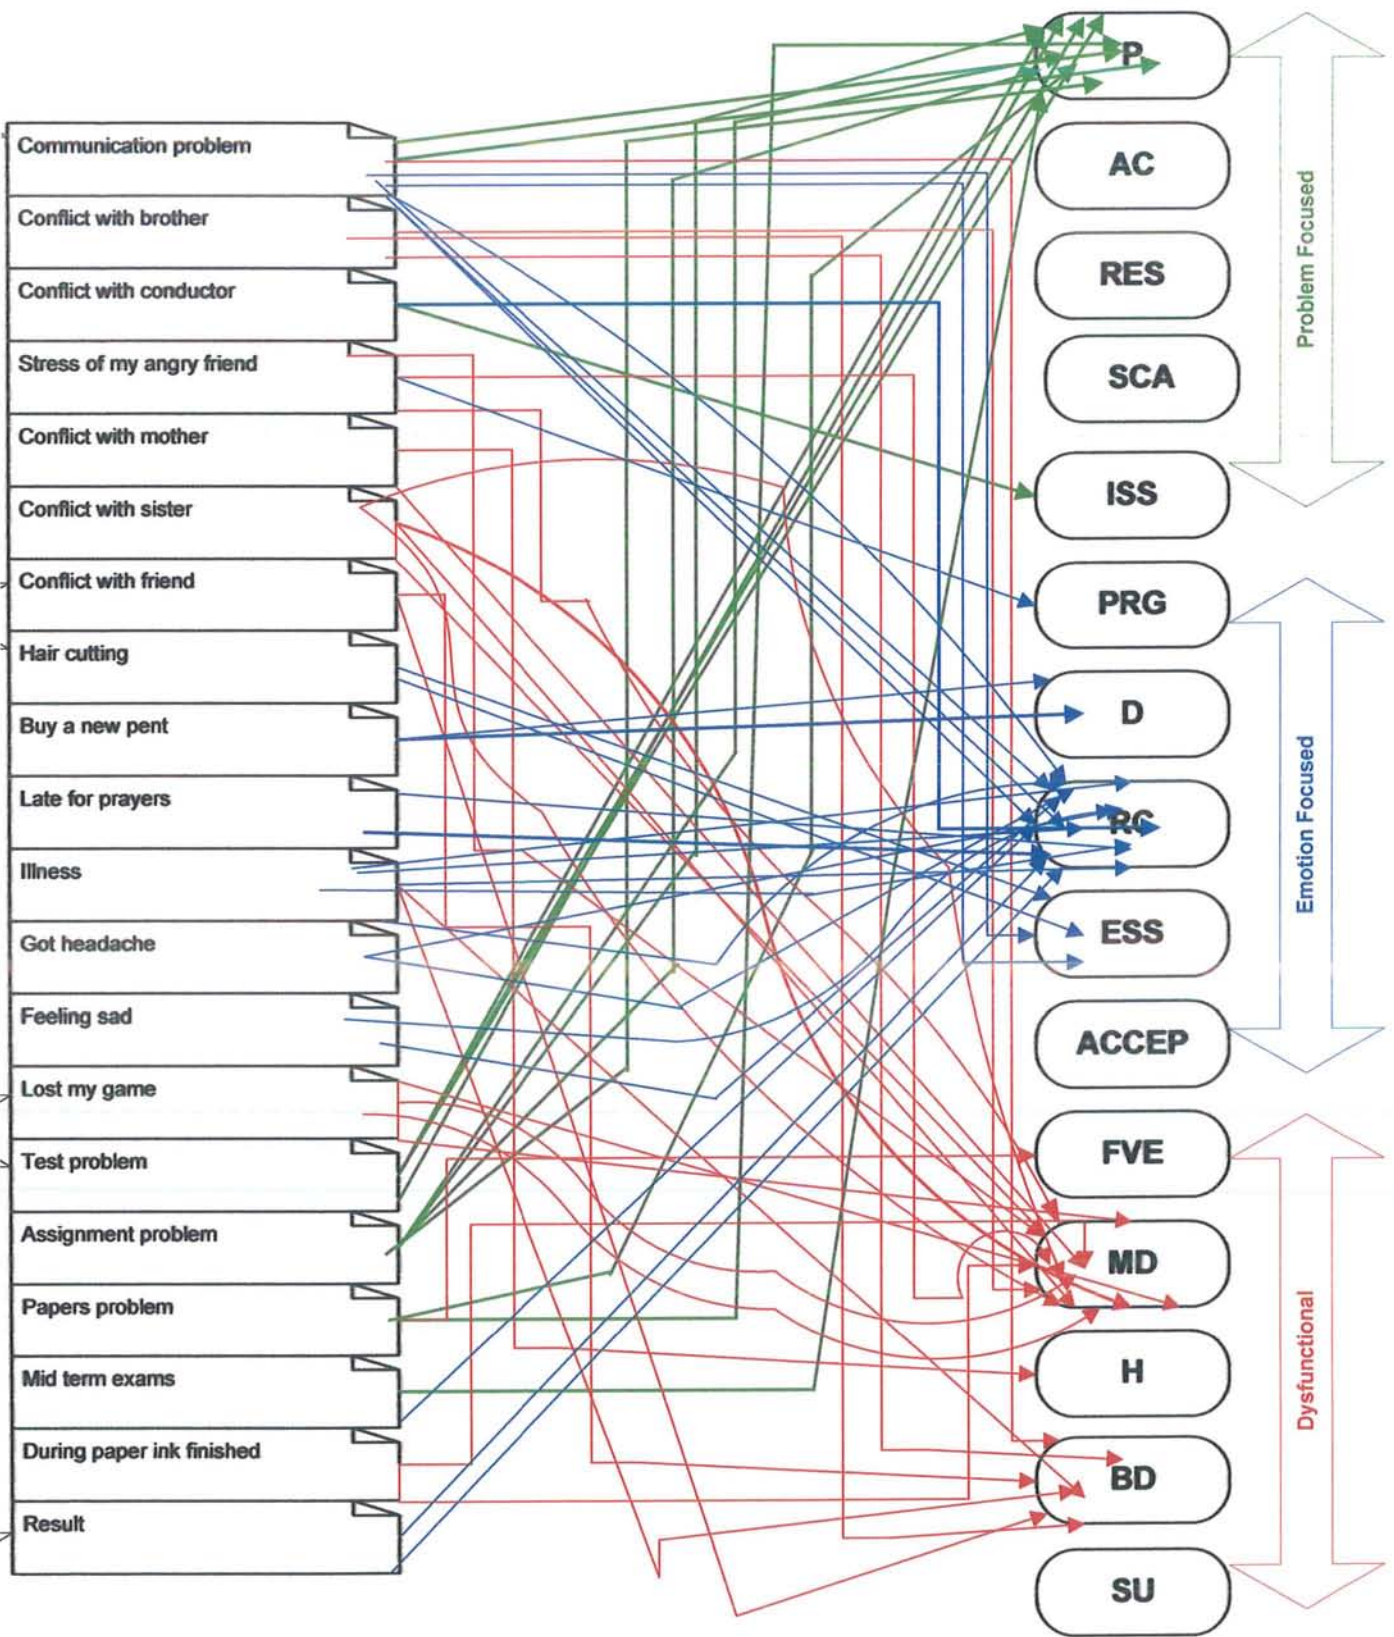 Communication problem
Conflict with brother
Conflict with conductor
Stress of my angry friend
Conflict with mother
Conflict with sister
Conflict with friend
Hair cutting
Buy a new pent
Late for prayers
Illness
Got headache
Feeling sad
Lost my game
Test problem
Assignment problem
Papers problem
Mid term exams
During paper ink finished
Result
P
AC
RES
SCA
ISS
PRG
D
RC
ESS
ACCEP
FVE
MD
H
BD
SU
Problem Focused
Emotion Focused
Dysfunctional